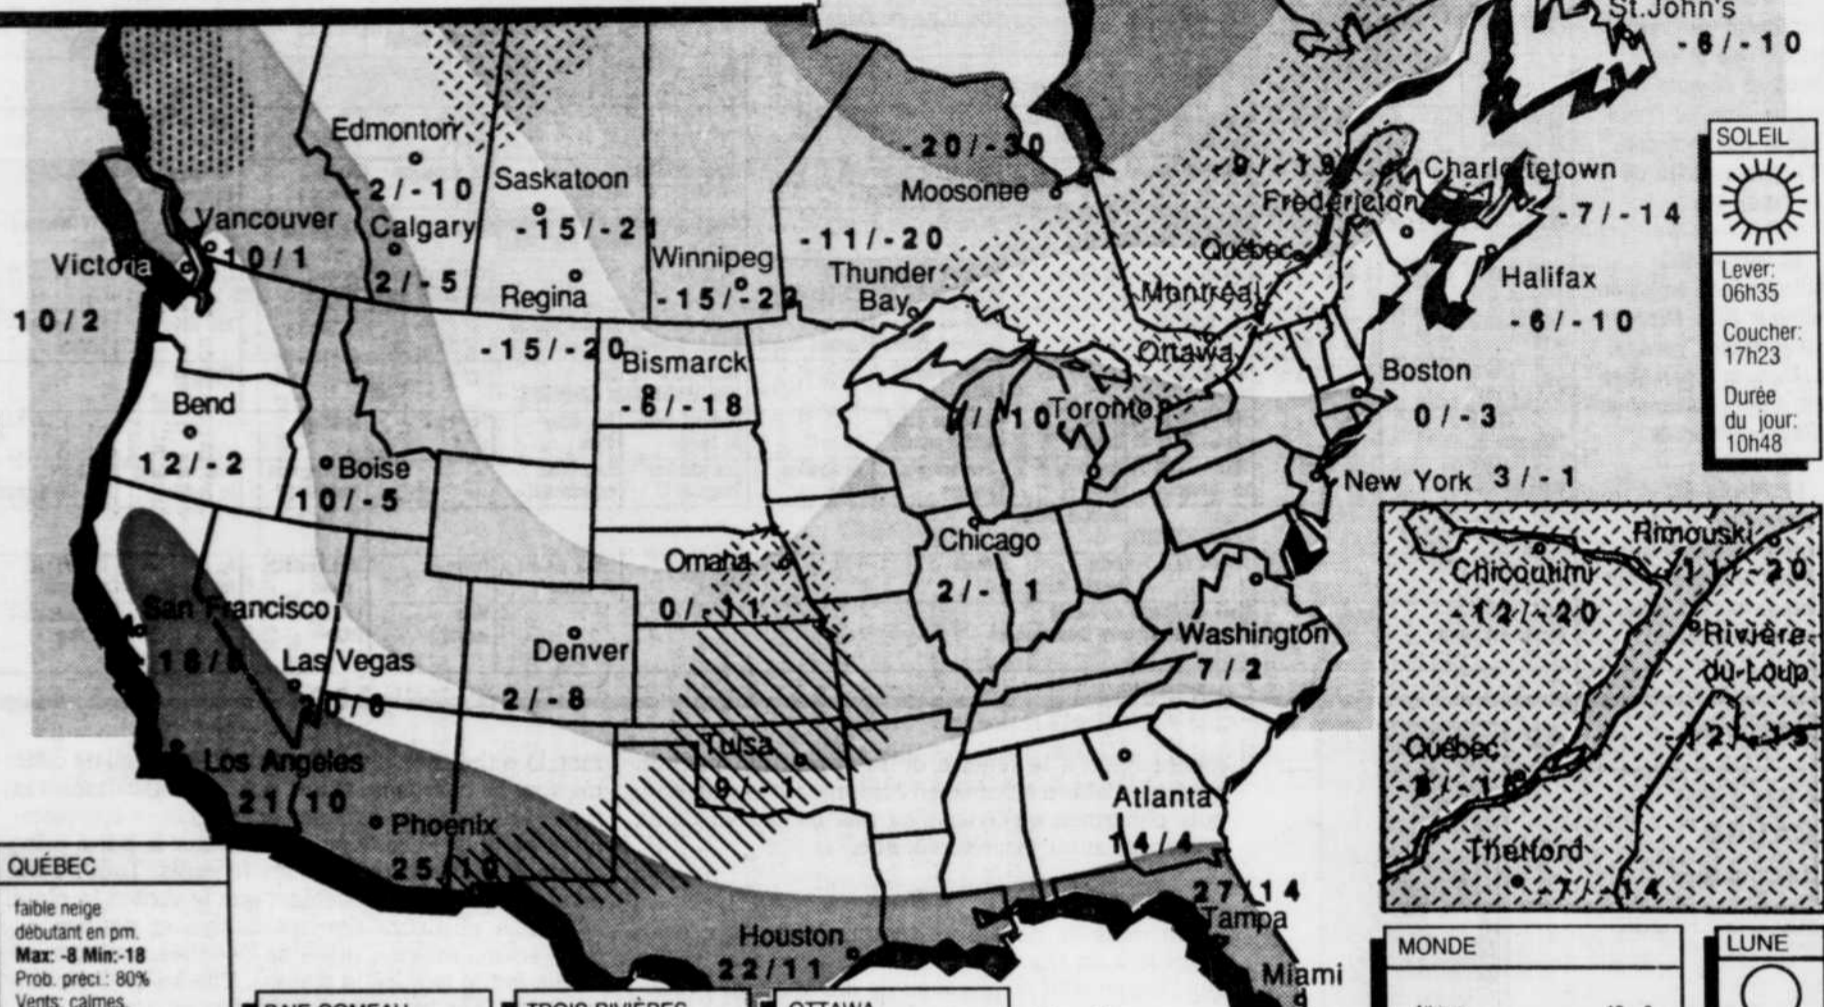 St.John's
-6/-10
Edmonton
-2/-10
Saskatoon
-15/-21
Vancouver
10/1
Calgary
2/-5
Victoria
10/2
Regina
-15/-20
Winnipeg
-15/-22
-20/-30
Moosonee
-11/-20
Thunder
Bay
Charlottetown
-7/-14
Fredericton
Québec
Montréal
Halifax
-6/-10
Ottawa
Toronto
Boston
0/-3
New York 3/-1
Bismarck
-6/-18
Bend
12/-2
Boise
10/-5
Chicago
2/-11
Omaha
0/-11
Washington
7/2
San Francisco
Las Vegas
Denver
2/-8
Los Angeles
21/10
Phoenix
25/10
Tulsa
Atlanta
14/4
27/14
Tampa
Houston
22/11
Miami
SOLEIL
Lever:
06h35
Coucher:
17h23
Durée
du jour:
10h48
Rimouski
Chicoutimi
-12/-20
Rivière-
du-Loup
Québec
Thetford
-7/-14
QUÉBEC
faible neige
débutant en pm.
Max: -8 Min:-18
Prob. préci.: 80%
Vents: calmes.
TROIS-RIVIÈRES
OTTAWA
MONDE
LUNE